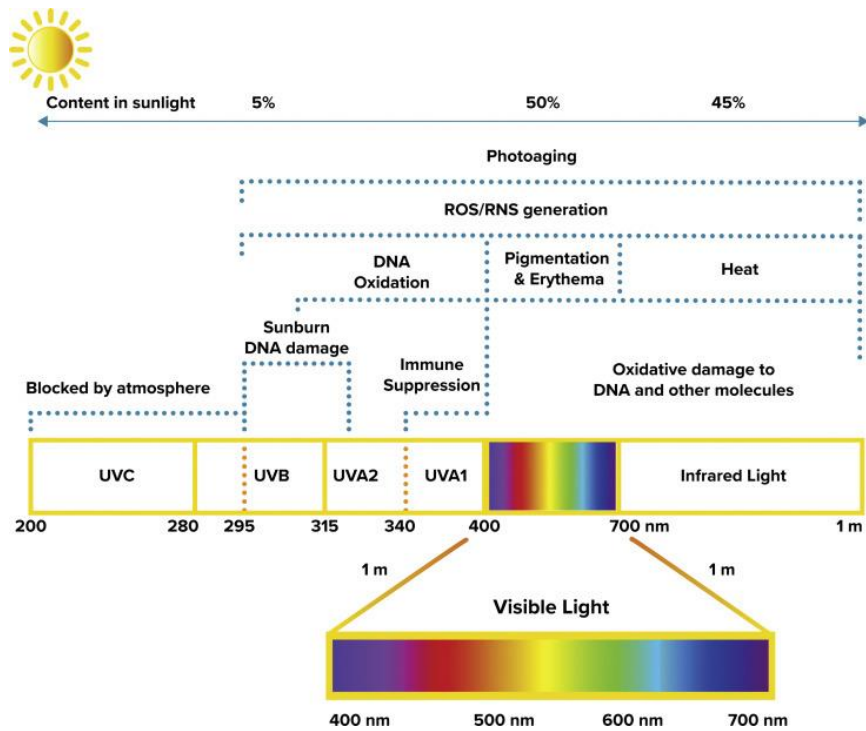 Content in sunlight 5% 50% 45%
Photoaging
ROS/RNS generation
DNA
Oxidation
Pigmentation
& Erythema
Heat
Sunburn
DNA damage
Immune
Suppression
Oxidative damage to
DNA and other molecules
Blocked by atmosphere
UVC UVB UVA2 UVA1 Infrared Light
200 280 295 315 340 400 700 nm 1 m
1 m 1 m
Visible Light
400 nm 500 nm 600 nm 700 nm